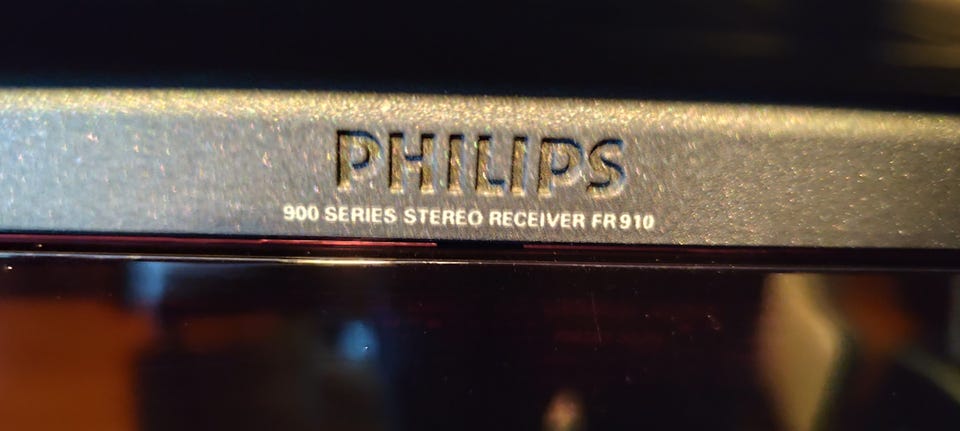 PHILIPS
900 SERIES STEREO RECEIVER FR910